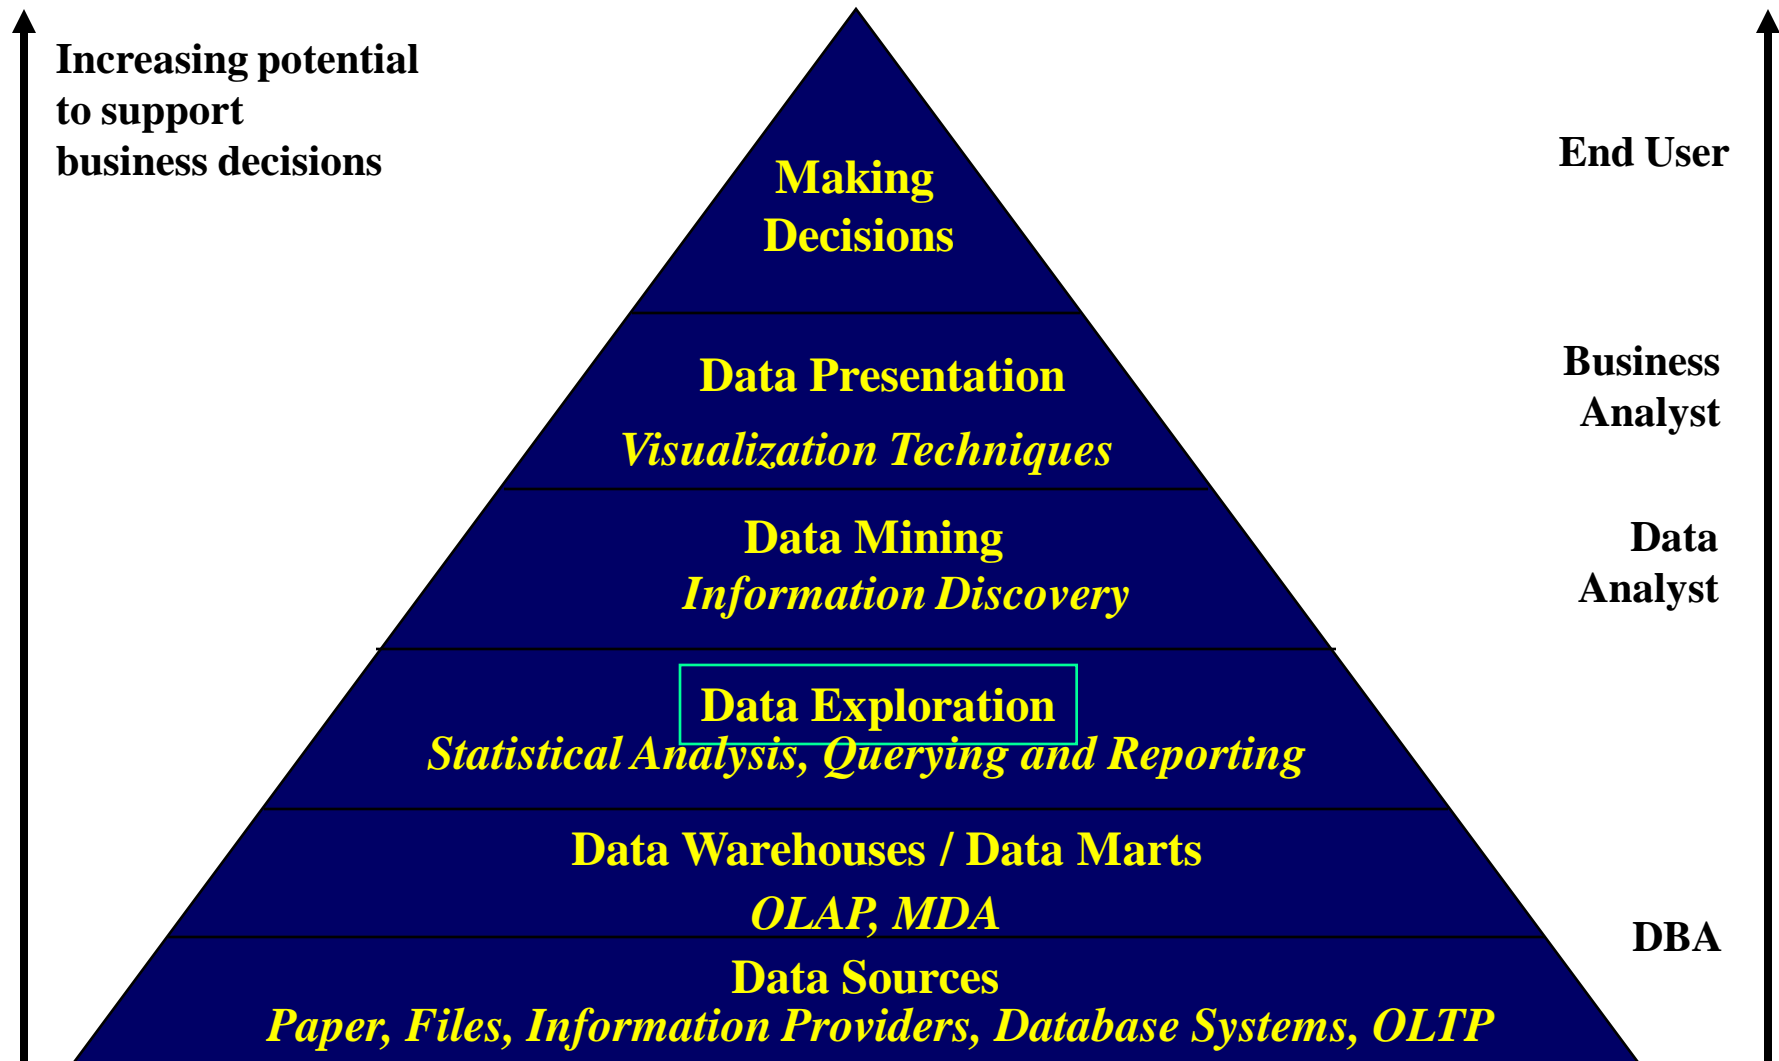 Increasing potential
to support
business decisions
End User
Making
Decisions
Business
Analyst
Data Presentation
Visualization Techniques
Data Mining
Information Discovery
Data
Analyst
Data Exploration
Statistical Analysis, Querying and Reporting
Data Warehouses / Data Marts
OLAP, MDA
DBA
Data Sources
Paper, Files, Information Providers, Database Systems, OLTP